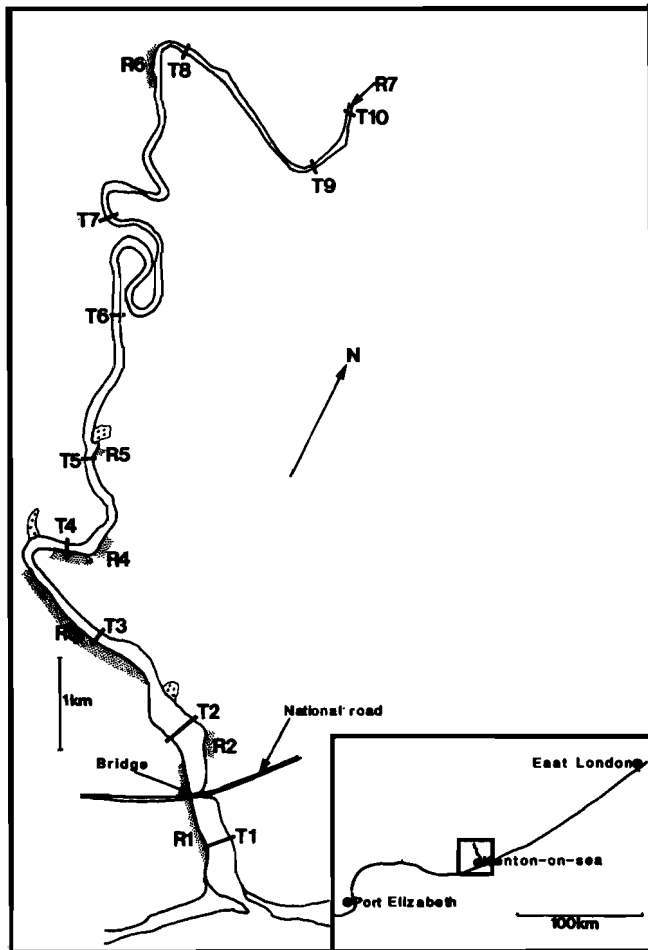 R6
T8
R7
T10
T9
T7
T6
N
T5
R5
T4
R4
T3
1km
T2
National road
R2
Bridge
R1
T1
East London
Kenton-on-sea
Port Elizabeth
100km